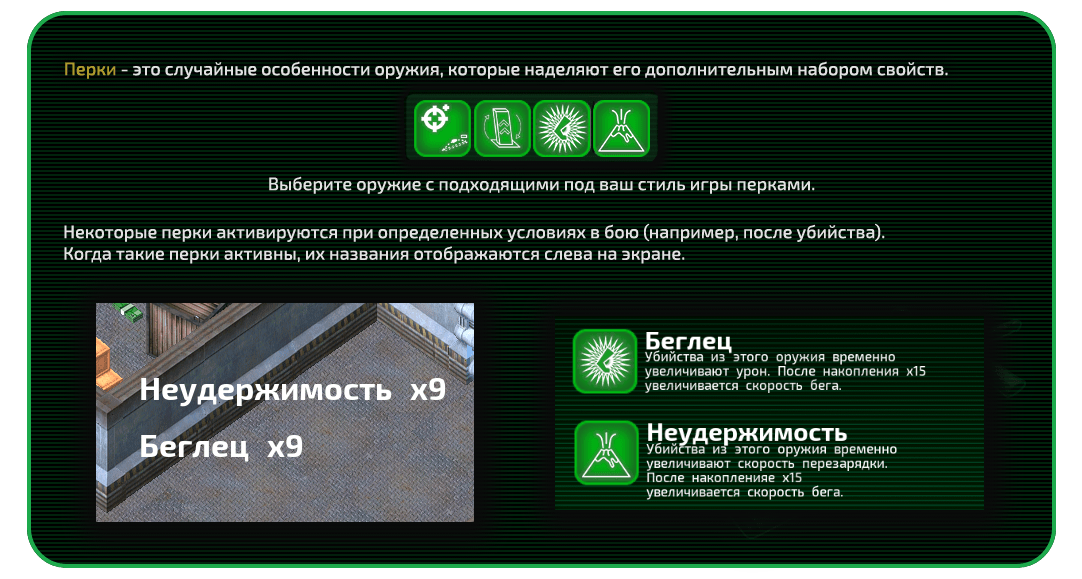 Перки - это случайные особенности оружия, которые наделяют его дополнительным набором свойств.
Выберите оружие с подходящими под ваш стиль игры перками.
Некоторые перки активируются при определенных условиях в бою (например, после убийства).
Когда такие перки активны, их названия отображаются слева на экране.
Неудержимость x9
Беглец x9
Беглец
Убийства из этого оружия временно
увеличивают урон. После накопления x15
увеличивается скорость бега.
Неудержимость
Убийства из этого оружия временно
увеличивают скорость перезарядки.
После накопленияе x15
увеличивается скорость бега.